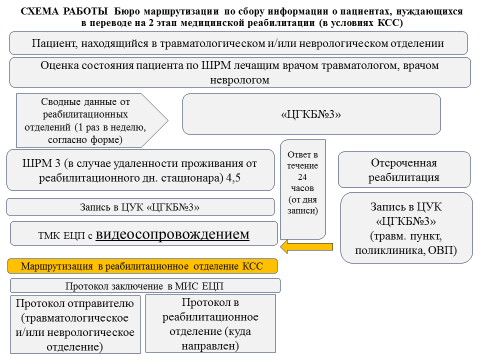 СХЕМА РАБОТЫ Бюро маршрутизации по сбору информации о пациентах, нуждающихся
в переводе на 2 этап медицинской реабилитации (в условиях КСС)
Пациент, находящийся в травматологическом и/или неврологическом отделении
Оценка состояния пациента по ШРМ лечащим врачом травматологом, врачом
неврологом
Сводные данные от
реабилитационных
отделений (1 раз в неделю,
согласно форме)
«ЦГКБ№3»
ШРМ 3 (в случае удаленности проживания от
реабилитационного дн. стационара) 4,5
Ответ в
течение
24
часов
(от дня
записи)
Отсроченная
реабилитация
Запись в ЦУК «ЦГКБ№3»
Запись в ЦУК
«ЦГКБ№3»
(травм. пункт,
поликлиника, ОВП)
ТМК ЕЦП с видеосопровождением
Маршрутизация в реабилитационное отделение КСС
Протокол заключение в МИС ЕЦП
Протокол отправителю
(травматологическое
и/или неврологическое
отделение)
Протокол в
реабилитационное
отделение (куда
направлен)